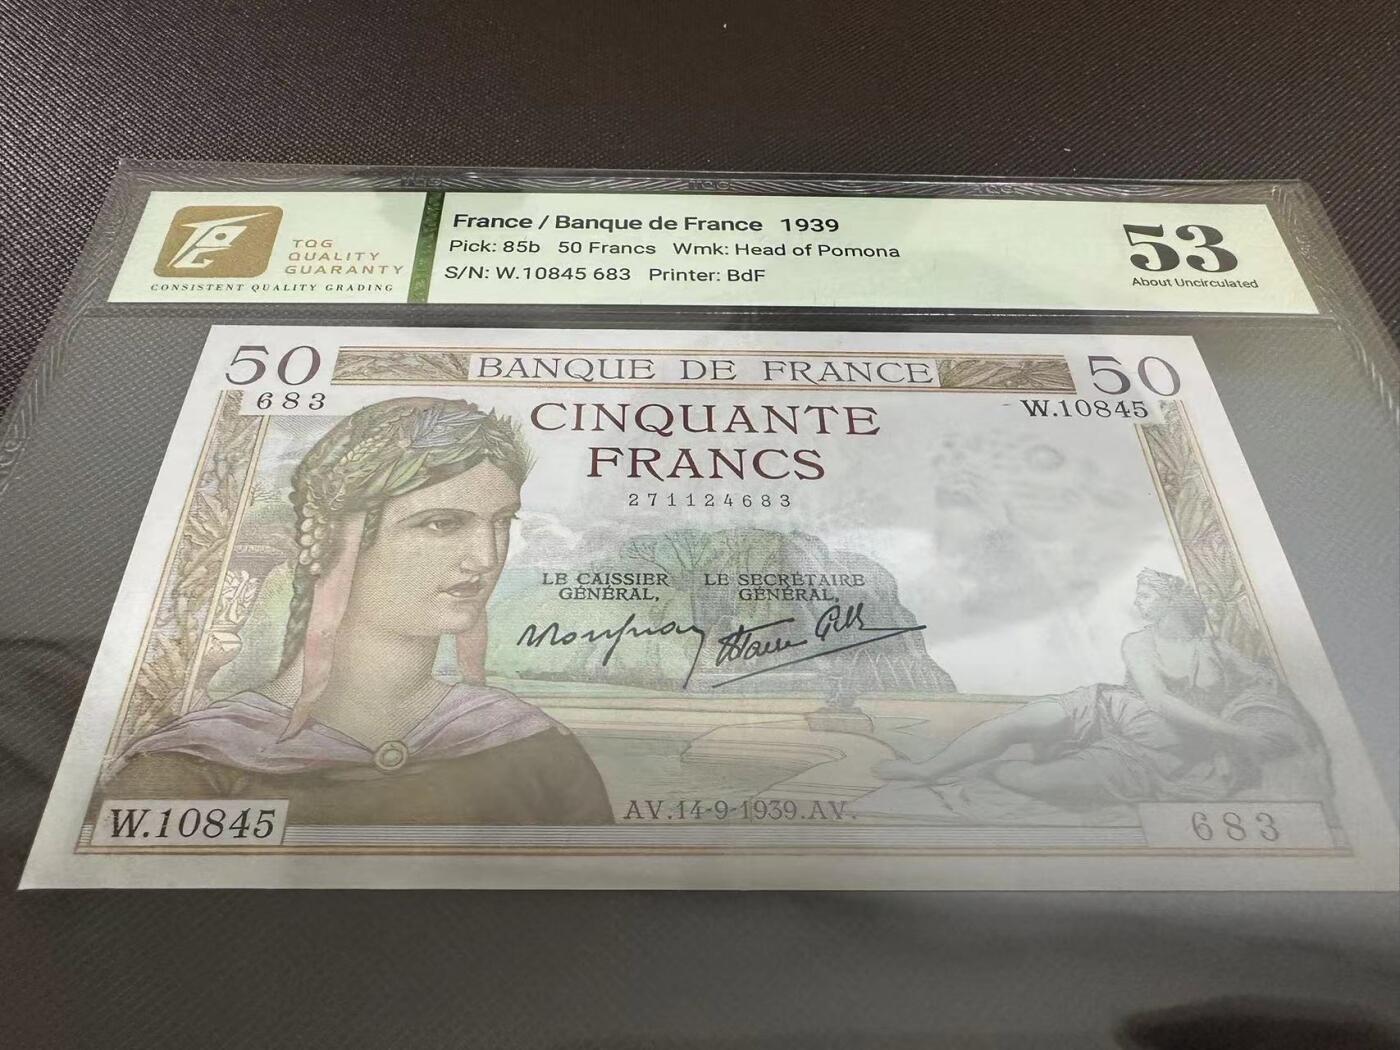 France / Banque de France 1939
Pick: 85b 50 Francs Wmk: Head of Pomona
S/N: W.10845 683 Printer: BdF
53
About Uncirculated
TQG
QUALITY
GUARANTY
CONSISTENT QUALITY GRADING
50 BANQUE DE FRANCE 50
683 W.10845
CINQUANTE
FRANCS
271124683
LE CAISSIER
GÉNÉRAL,
LE SECRÉTAIRE
GÉNÉRAL,
AV.14-9-1939.AV.
W.10845 683